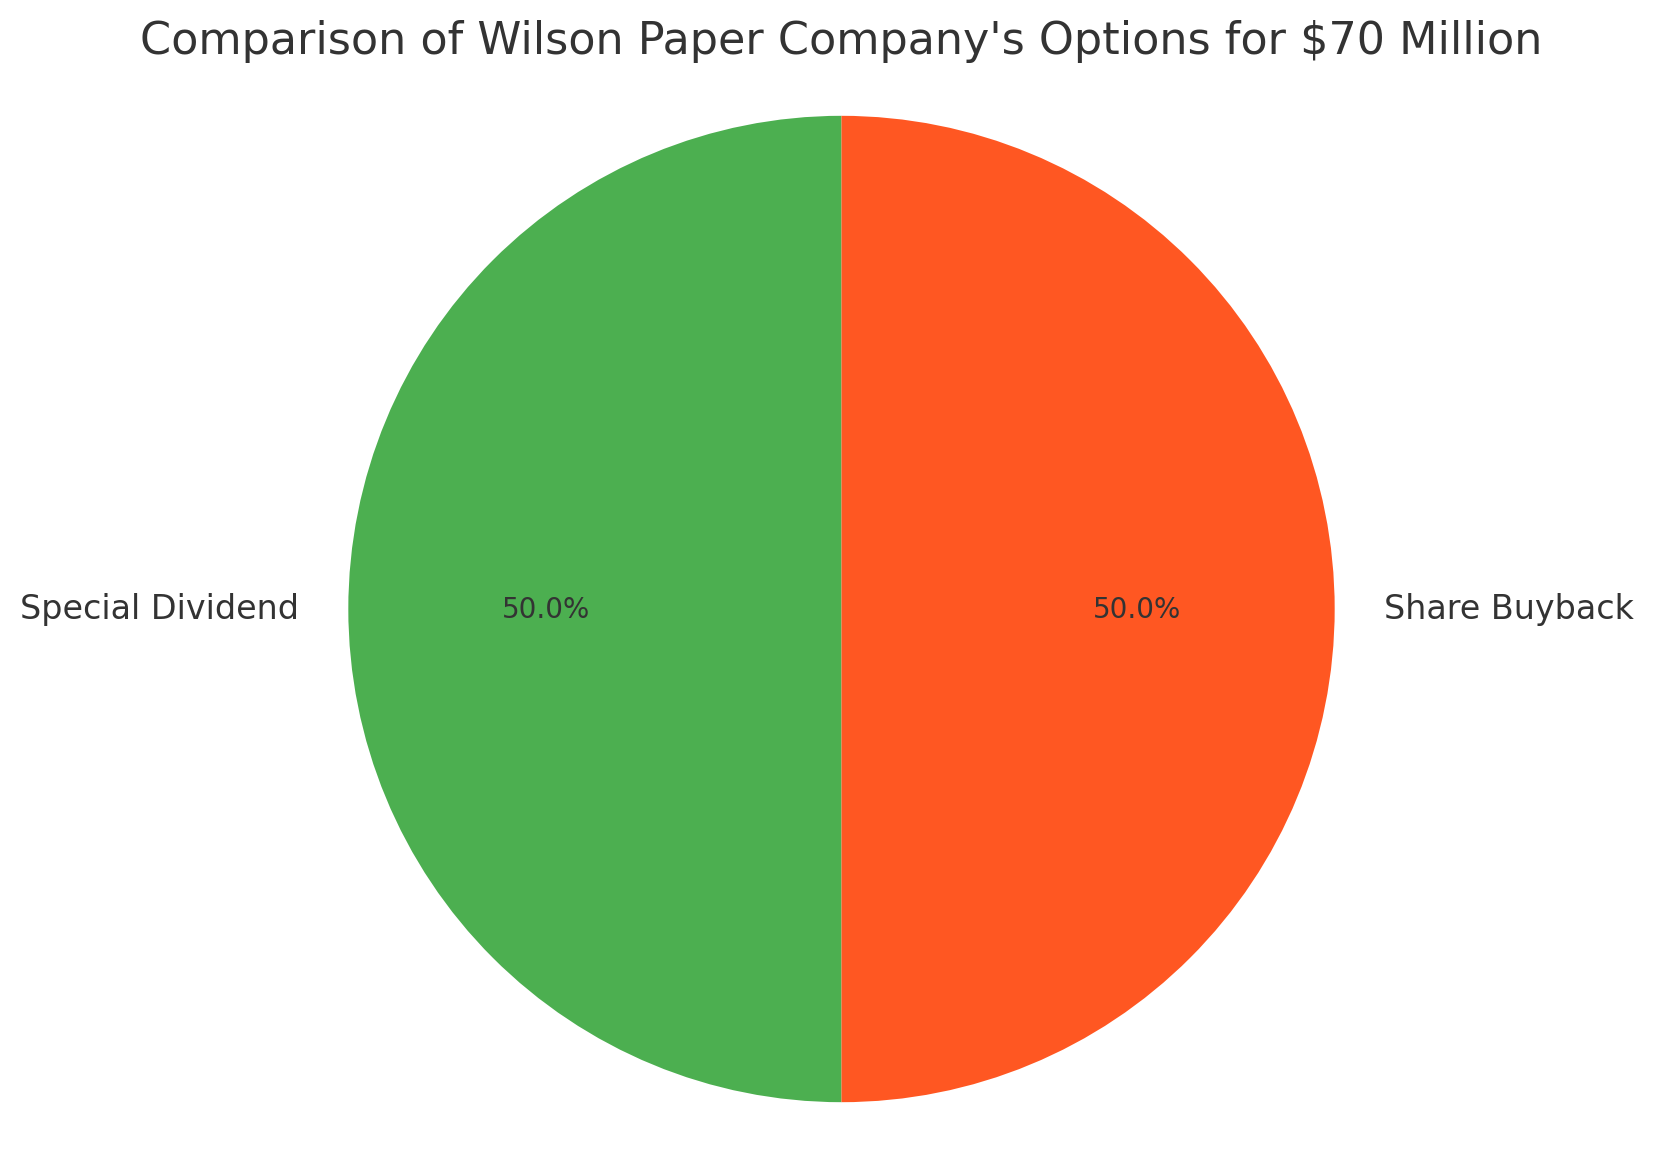 Comparison of Wilson Paper Company's Options for $70 Million
Special Dividend
50.0%
50.0%
Share Buyback